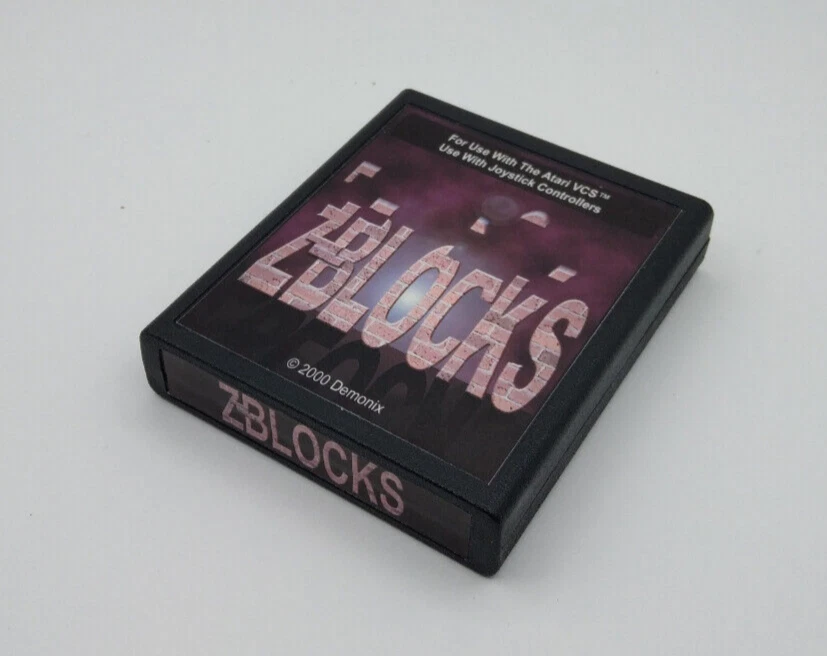 For Use With The Atari VCS™
Use With Joystick Controllers
ZBLOCKS
© 2000 Demonix
ZBLOCKS